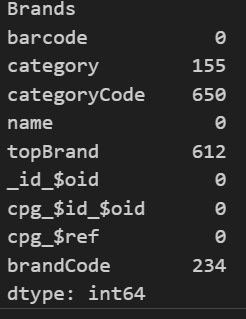 Brands
barcode 0
category 155
categoryCode 650
name 0
topBrand 612
_id_$oid 0
cpg_$id_$oid 0
cpg_$ref 0
brandCode 234
dtype: int64